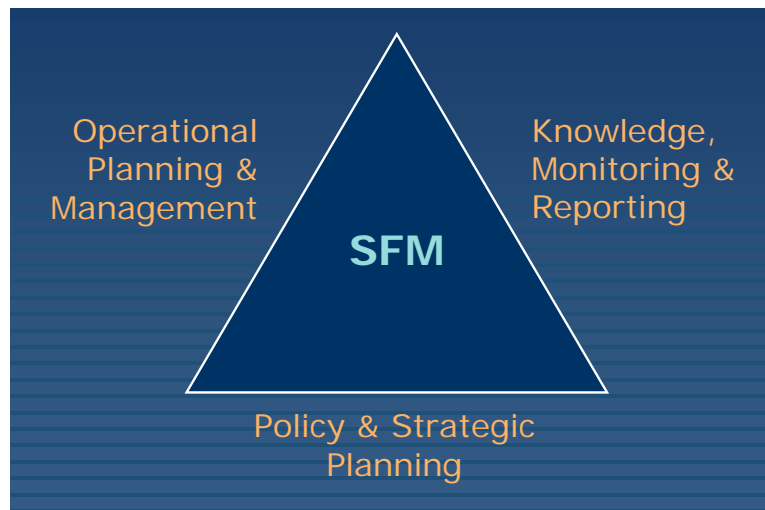 Operational
Planning &
Management
Knowledge,
Monitoring &
Reporting
SFM
Policy & Strategic
Planning